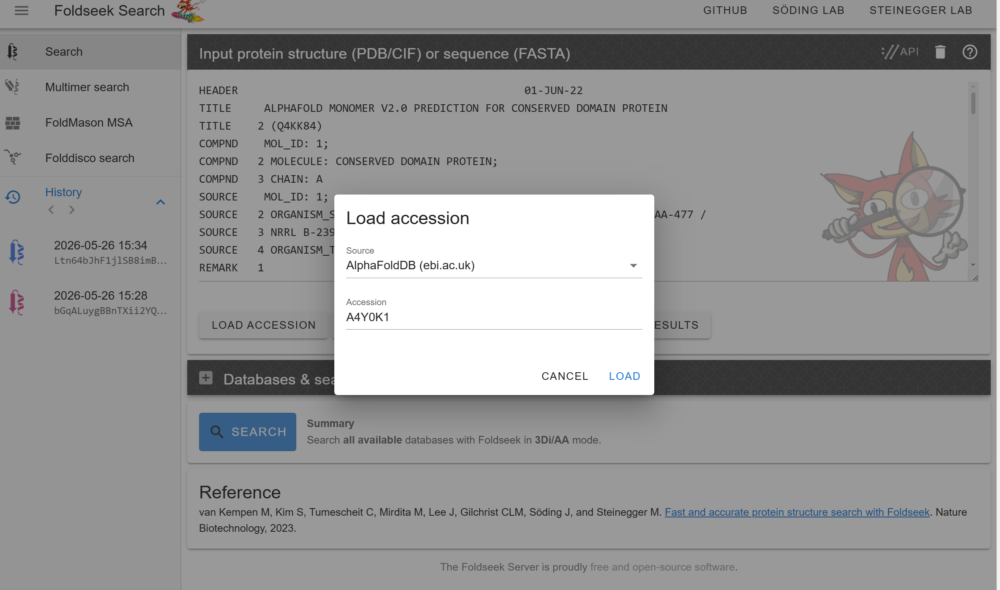 Foldseek Search
GITHUB
SÖDING LAB
STEINEGGER LAB
Search
Multimer search
FoldMason MSA
Folddisco search
History
2026-05-26 15:34
Ltn64bJhF1jlSB8imB...
2026-05-26 15:28
bGqALuygBBnTXii2YQ...
Input protein structure (PDB/CIF) or sequence (FASTA)
API
HEADER 01-JUN-22
TITLE ALPHAFOLD MONOMER V2.0 PREDICTION FOR CONSERVED DOMAIN PROTEIN
TITLE 2 (Q4KK84)
COMPND MOL_ID: 1;
COMPND 2 MOLECULE: CONSERVED DOMAIN PROTEIN;
COMPND 3 CHAIN: A
SOURCE MOL_ID: 1;
SOURCE 2 ORGANISM_S AA-477 /
SOURCE 3 NRRL B-239
SOURCE 4 ORGANISM_T
REMARK 1
Load accession
Source
AlphaFoldDB (ebi.ac.uk)
Accession
A4Y0K1
CANCEL
LOAD
LOAD ACCESSION
ESULTS
Databases & sea
SEARCH
Summary
Search all available databases with Foldseek in 3Di/AA mode.
Reference
van Kempen M, Kim S, Tumescheit C, Mirdita M, Lee J, Gilchrist CLM, Söding J, and Steinegger M. Fast and accurate protein structure search with Foldseek. Nature
Biotechnology, 2023.
The Foldseek Server is proudly free and open-source software.